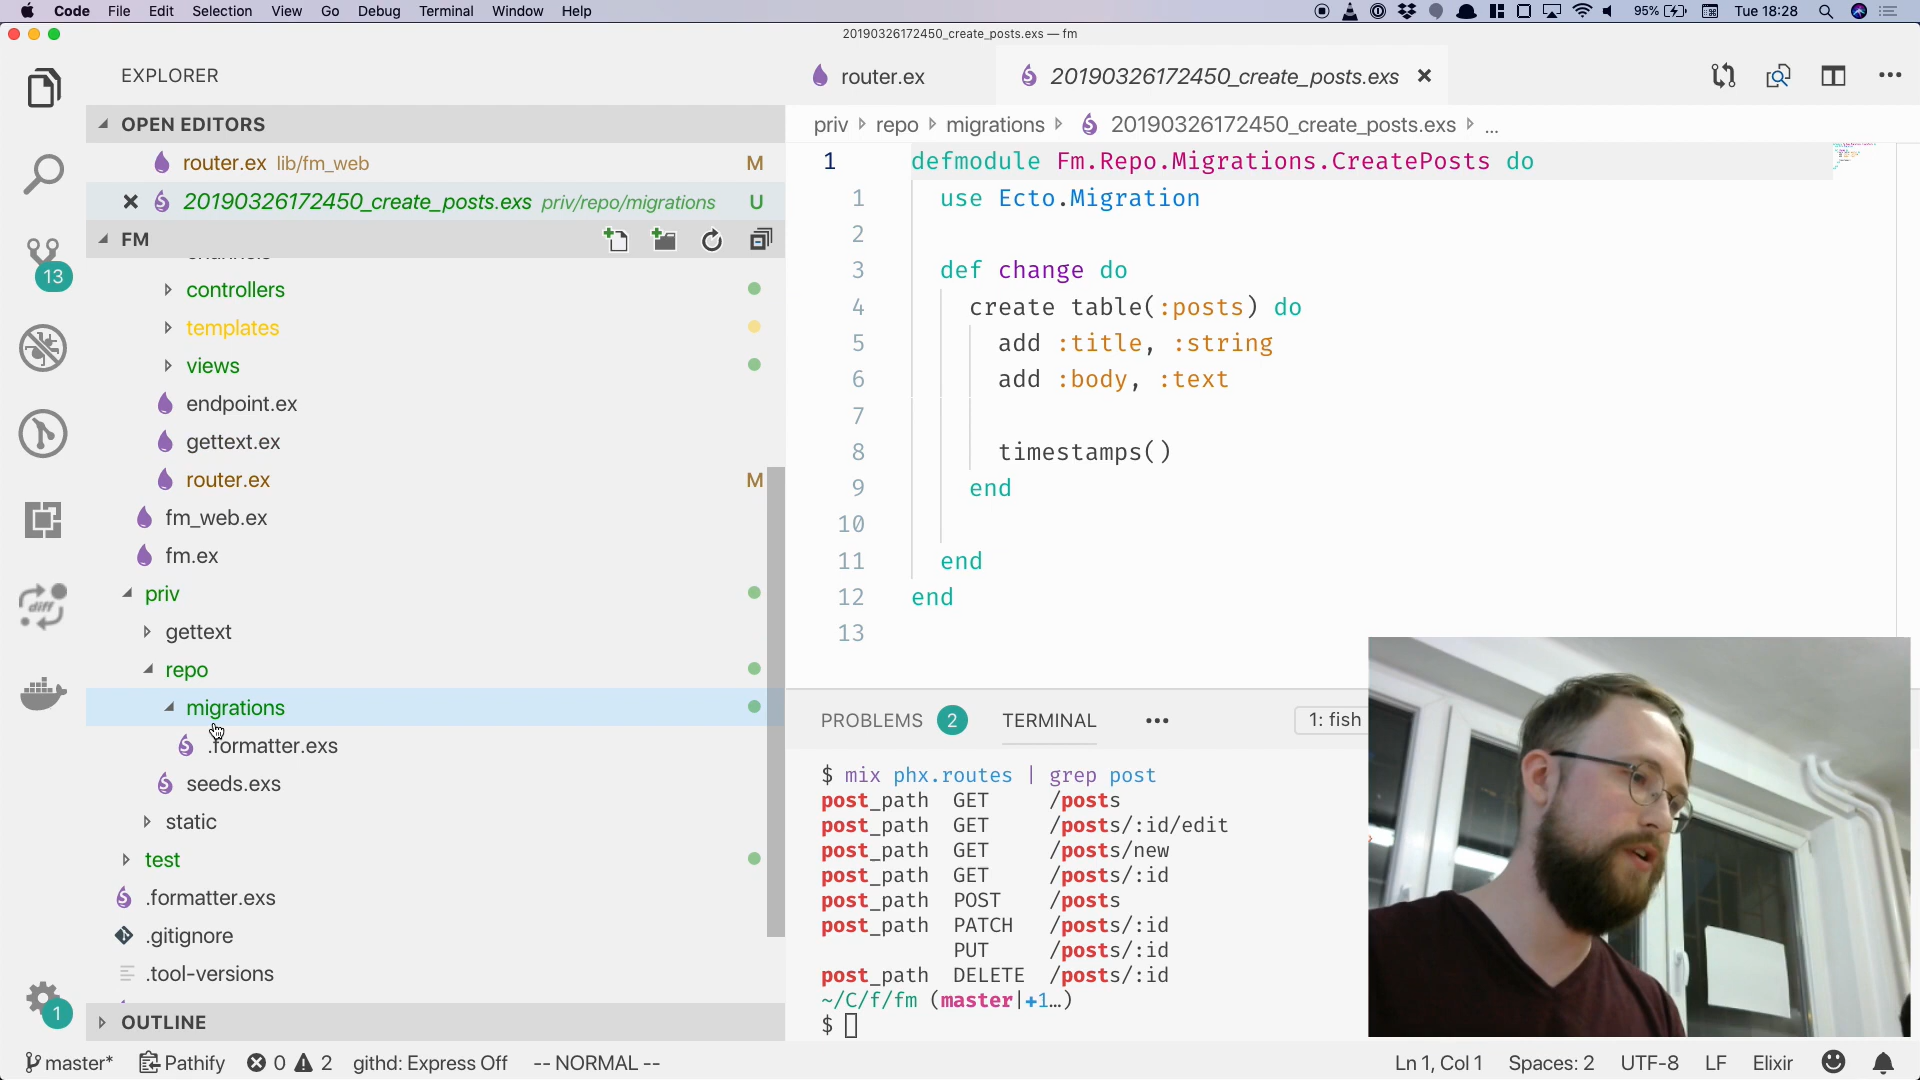 Code File Edit Selection View Go Debug Terminal Window Help 95% Tue 18:28
20190326172450_create_posts.exs — fm
EXPLORER
OPEN EDITORS
router.ex lib/fm_web M
20190326172450_create_posts.exs priv/repo/migrations U
FM
13
controllers
templates
views
endpoint.ex
gettext.ex
router.ex M
fm_web.ex
fm.ex
priv
gettext
diff
repo
migrations
.formatter.exs
seeds.exs
static
test
.formatter.exs
.gitignore
.tool-versions
1
OUTLINE
router.ex 20190326172450_create_posts.exs
priv repo migrations 20190326172450_create_posts.exs ...
1 defmodule Fm.Repo.Migrations.CreatePosts do
1 use Ecto.Migration
2
3 def change do
4 create table(:posts) do
5 add :title, :string
6 add :body, :text
7
8 timestamps()
9 end
10
11 end
12 end
13
PROBLEMS 2 TERMINAL ••• 1: fish
$ mix phx.routes | grep post
post_path GET /posts
post_path GET /posts/:id/edit
post_path GET /posts/new
post_path GET /posts/:id
post_path POST /posts
post_path PATCH /posts/:id
PUT /posts/:id
post_path DELETE /posts/:id
~/C/f/fm (master|+1…)
$
master* Pathify 0 2 githd: Express Off -- NORMAL -- Ln 1, Col 1 Spaces: 2 UTF-8 LF Elixir